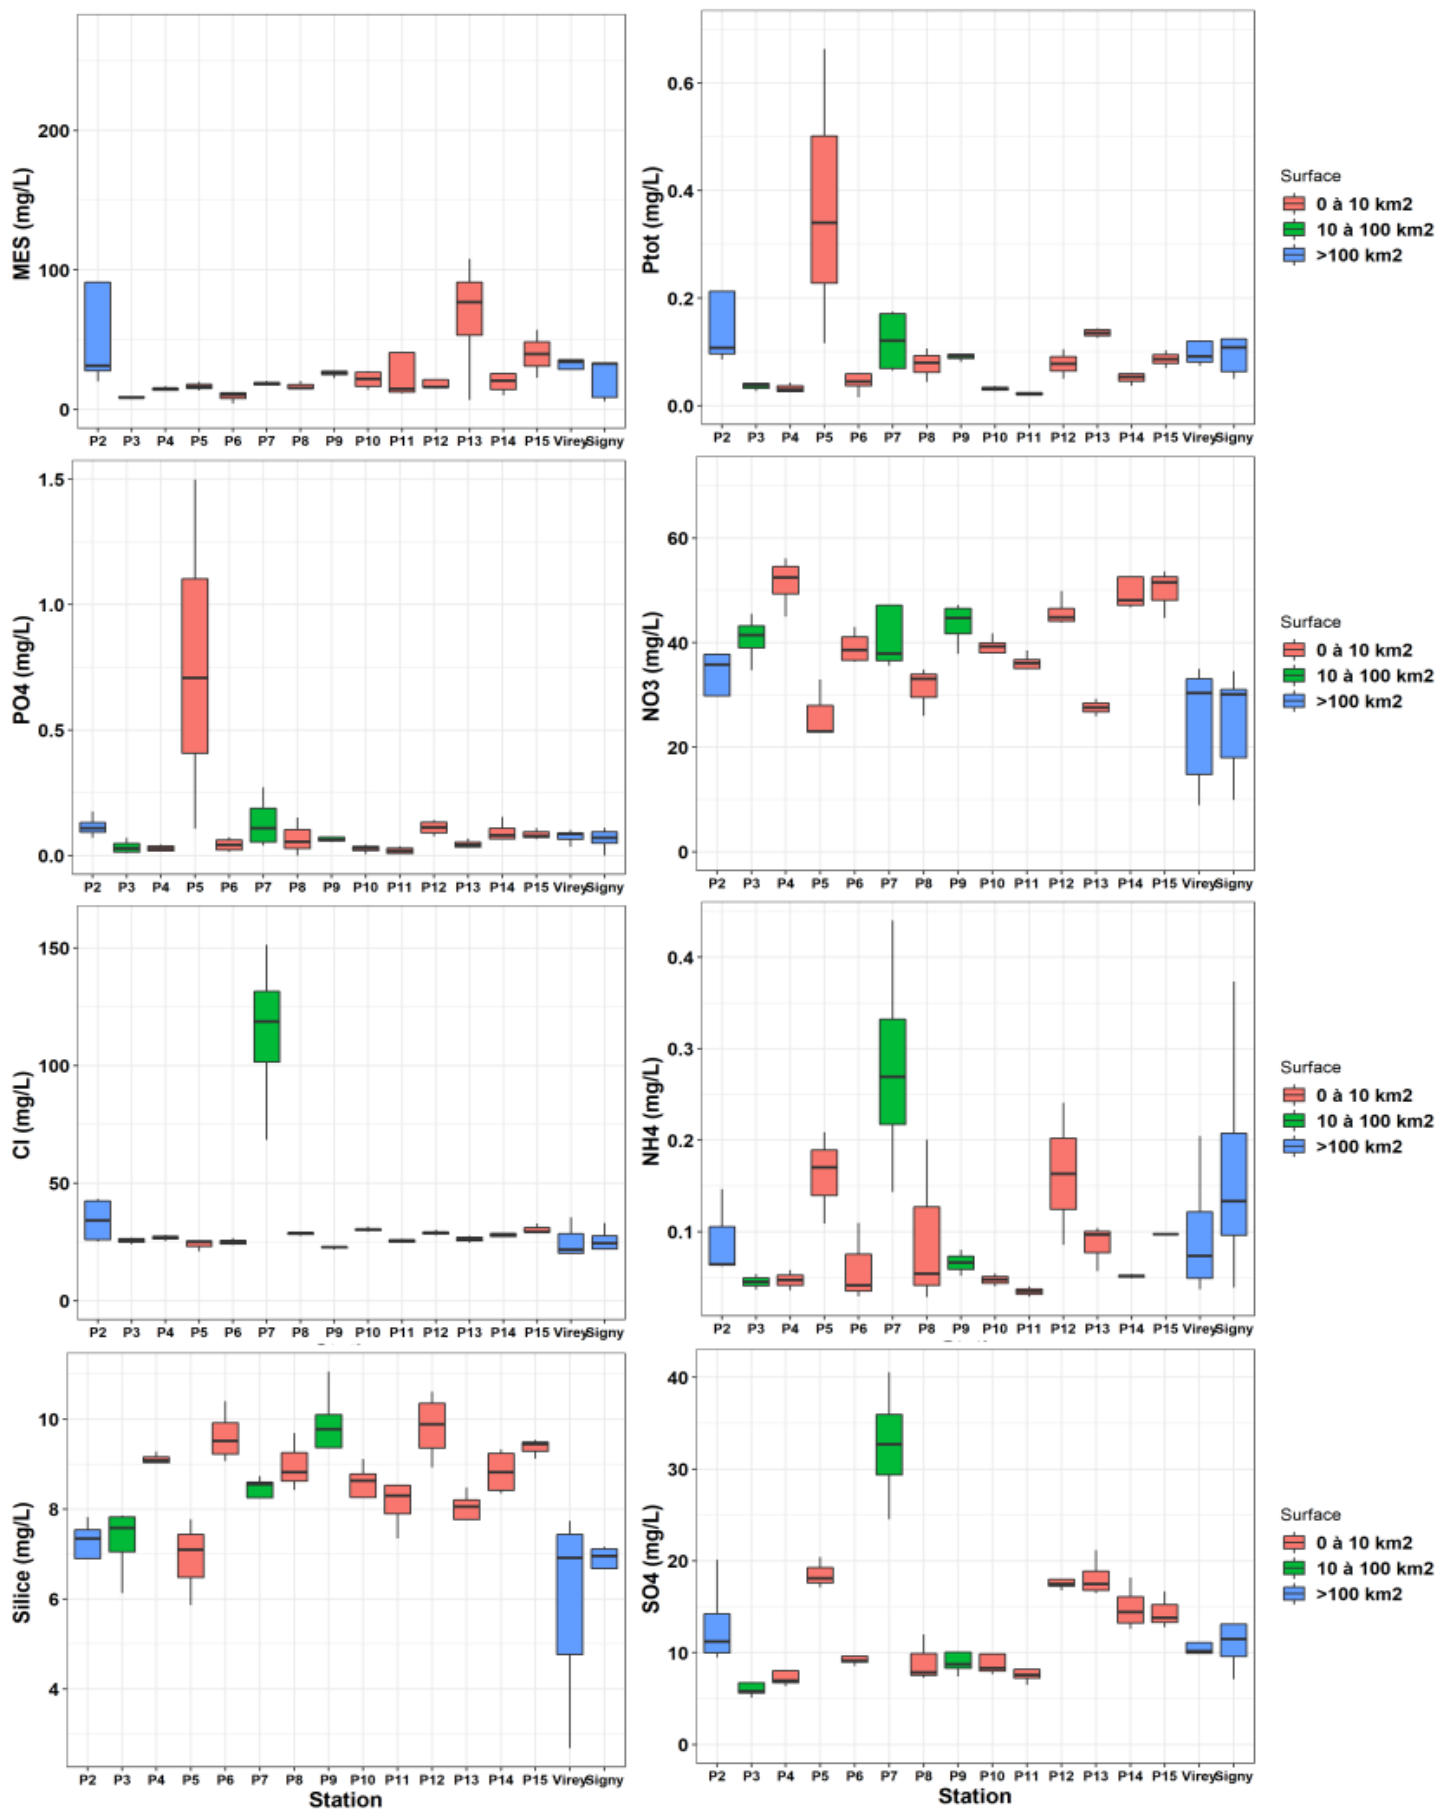 MES (mg/L)
200
100
0
P2 P3 P4 P5 P6 P7 P8 P9 P10 P11 P12 P13 P14 P15 Virey Signy
Ptot (mg/L)
0.6
0.4
0.2
0.0
P2 P3 P4 P5 P6 P7 P8 P9 P10 P11 P12 P13 P14 P15 Virey Signy
Surface
0 à 10 km2
10 à 100 km2
>100 km2
PO4 (mg/L)
1.5
1.0
0.5
0.0
P2 P3 P4 P5 P6 P7 P8 P9 P10 P11 P12 P13 P14 P15 Virey Signy
NO3 (mg/L)
60
40
20
0
P2 P3 P4 P5 P6 P7 P8 P9 P10 P11 P12 P13 P14 P15 Virey Signy
Surface
0 à 10 km2
10 à 100 km2
>100 km2
Cl (mg/L)
150
100
50
0
P2 P3 P4 P5 P6 P7 P8 P9 P10 P11 P12 P13 P14 P15 Virey Signy
NH4 (mg/L)
0.4
0.3
0.2
0.1
P2 P3 P4 P5 P6 P7 P8 P9 P10 P11 P12 P13 P14 P15 Virey Signy
Surface
0 à 10 km2
10 à 100 km2
>100 km2
Silice (mg/L)
10
8
6
4
P2 P3 P4 P5 P6 P7 P8 P9 P10 P11 P12 P13 P14 P15 Virey Signy
Station
SO4 (mg/L)
40
30
20
10
0
P2 P3 P4 P5 P6 P7 P8 P9 P10 P11 P12 P13 P14 P15 Virey Signy
Station
Surface
0 à 10 km2
10 à 100 km2
>100 km2